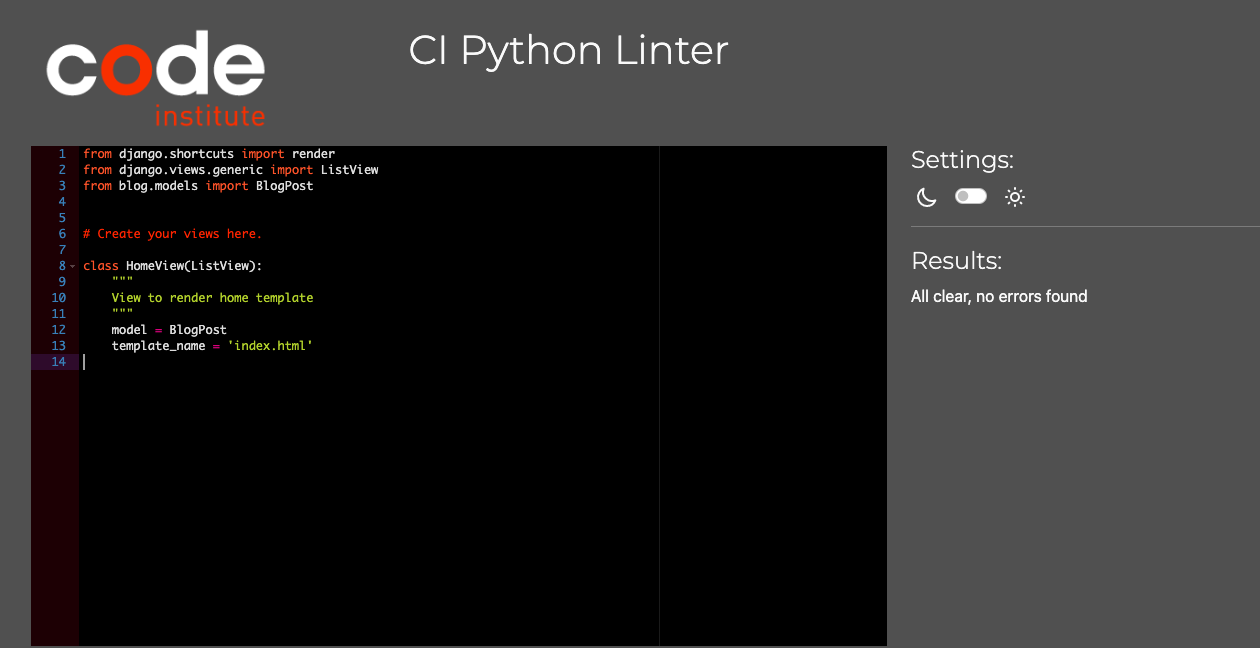 code
institute
CI Python Linter
1 from django.shortcuts import render
2 from django.views.generic import ListView
3 from blog.models import BlogPost
4
5
6 # Create your views here.
7
8 class HomeView(ListView):
9     """
10     View to render home template
11     """
12     model = BlogPost
13     template_name = 'index.html'
14
Settings:
Results:
All clear, no errors found